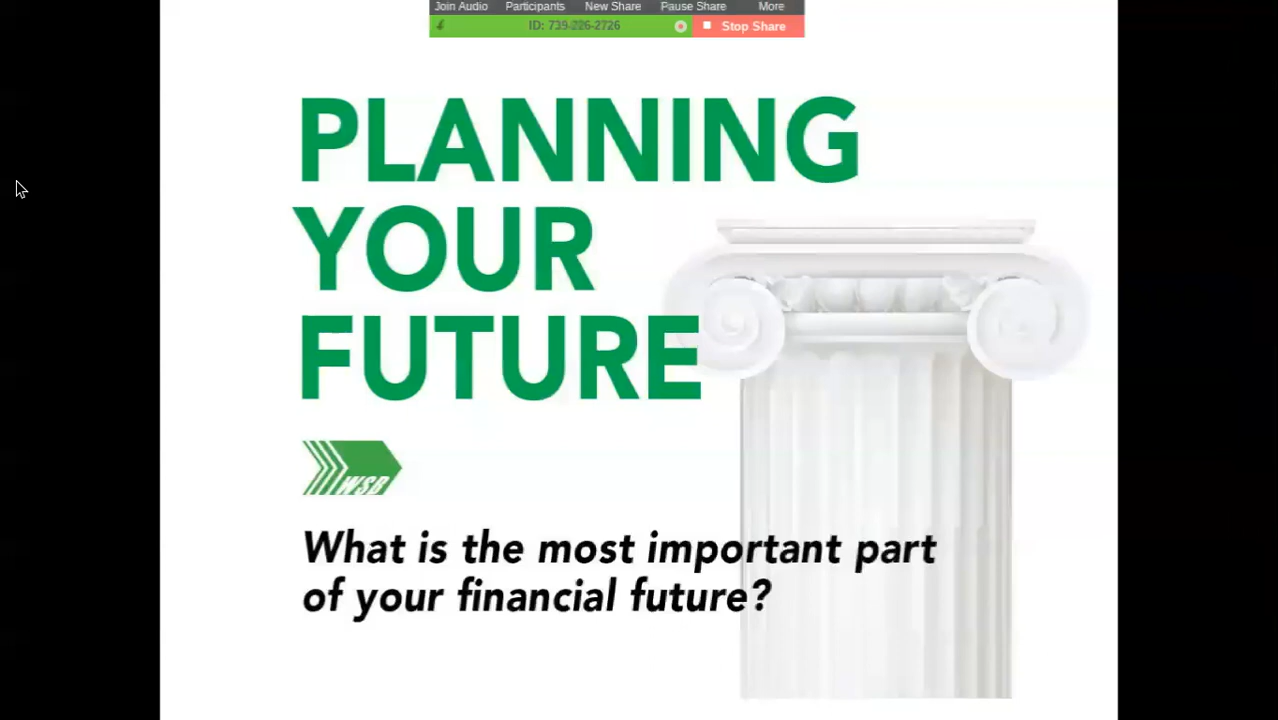 Join Audio Participants New Share Pause Share More
ID: 739-226-2726 Stop Share
PLANNING
YOUR
FUTURE
WSB
What is the most important part
of your financial future?